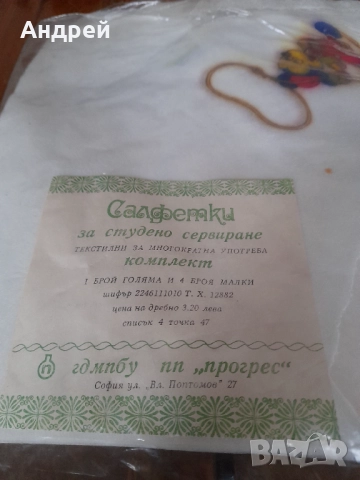 Андрей
Салфетки
за студено сервиране
ТЕКСТИЛНИ ЗА МНОГОКРАТНА УПОТРЕБА
комплект
1 БРОЙ ГОЛЯМА И 4 БРОЯ МАЛКИ
шифър 2246111010 Т. Х. 12882
цена на дребно 3.20 лева
списък 4 точка 47
гдмпбу пп „прогрес“
София ул. „Вл. Поптомов" 27
BAZAR